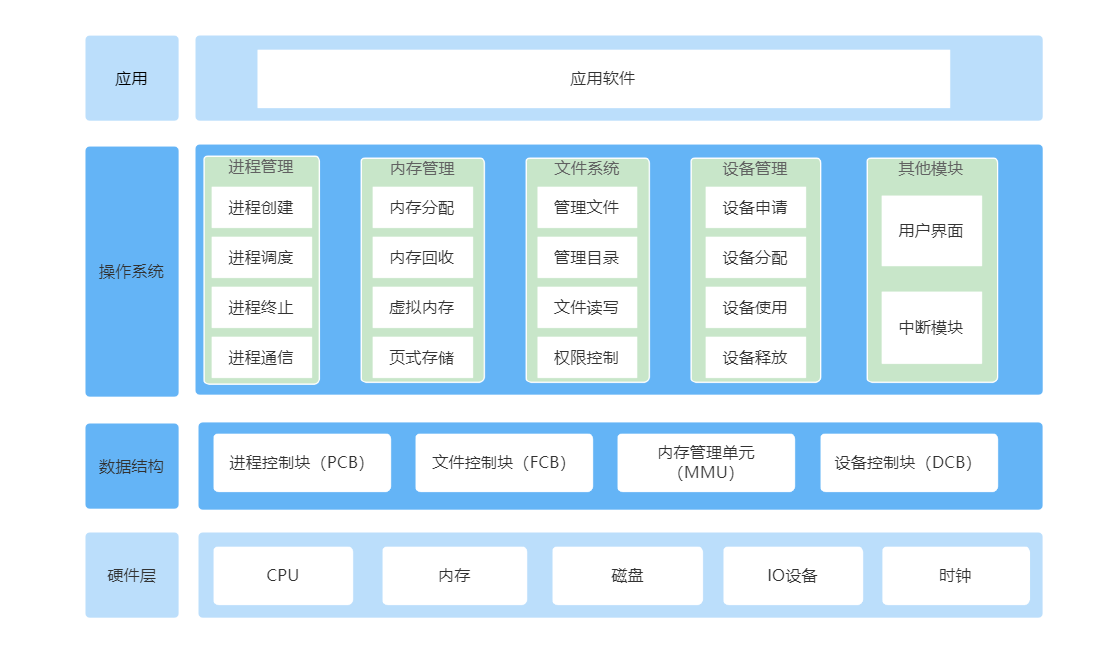 应用
应用软件
操作系统
进程管理
进程创建
进程调度
进程终止
进程通信
内存管理
内存分配
内存回收
虚拟内存
页式存储
文件系统
管理文件
管理目录
文件读写
权限控制
设备管理
设备申请
设备分配
设备使用
设备释放
其他模块
用户界面
中断模块
数据结构
进程控制块（PCB）
文件控制块（FCB）
内存管理单元
（MMU）
设备控制块（DCB）
硬件层
CPU
内存
磁盘
IO设备
时钟